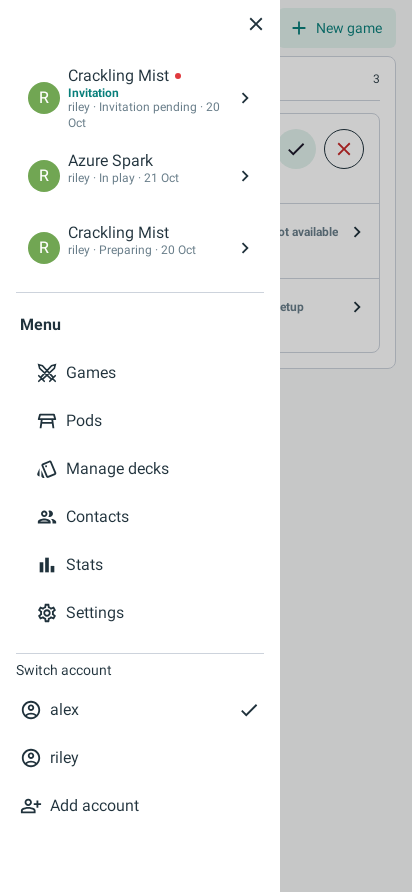 New game
3
R
Crackling Mist
Invitation
riley · Invitation pending · 20
Oct
R
Azure Spark
riley · In play · 21 Oct
ot available
R
Crackling Mist
riley · Preparing · 20 Oct
etup
Menu
Games
Pods
Manage decks
Contacts
Stats
Settings
Switch account
alex
riley
Add account